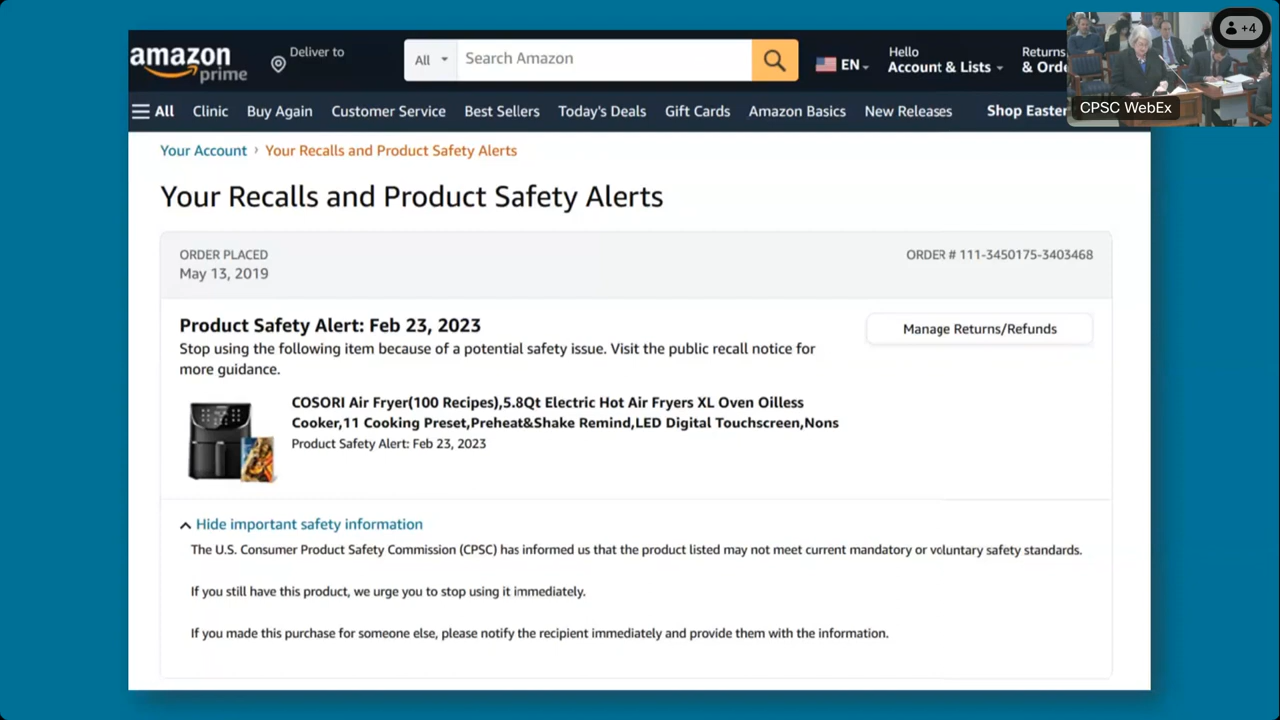 amazon
prime
Deliver to
All
Search Amazon
EN
Hello
Account & Lists
Returns
& Orde
+4
CPSC WebEx
All
Clinic
Buy Again
Customer Service
Best Sellers
Today's Deals
Gift Cards
Amazon Basics
New Releases
Shop Easter
Your Account › Your Recalls and Product Safety Alerts
Your Recalls and Product Safety Alerts
ORDER PLACED
May 13, 2019
ORDER # 111-3450175-3403468
Product Safety Alert: Feb 23, 2023
Manage Returns/Refunds
Stop using the following item because of a potential safety issue. Visit the public recall notice for
more guidance.
COSORI Air Fryer(100 Recipes),5.8Qt Electric Hot Air Fryers XL Oven Oilless
Cooker,11 Cooking Preset,Preheat&Shake Remind,LED Digital Touchscreen,Nons
Product Safety Alert: Feb 23, 2023
Hide important safety information
The U.S. Consumer Product Safety Commission (CPSC) has informed us that the product listed may not meet current mandatory or voluntary safety standards.
If you still have this product, we urge you to stop using it immediately.
If you made this purchase for someone else, please notify the recipient immediately and provide them with the information.